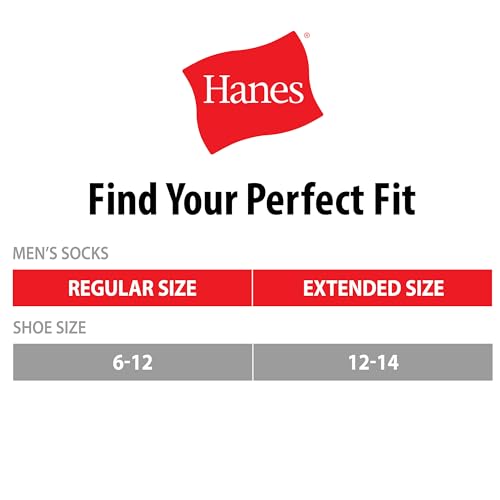 Hanes®
Find Your Perfect Fit
MEN'S SOCKS
REGULAR SIZE EXTENDED SIZE
SHOE SIZE
6-12 12-14